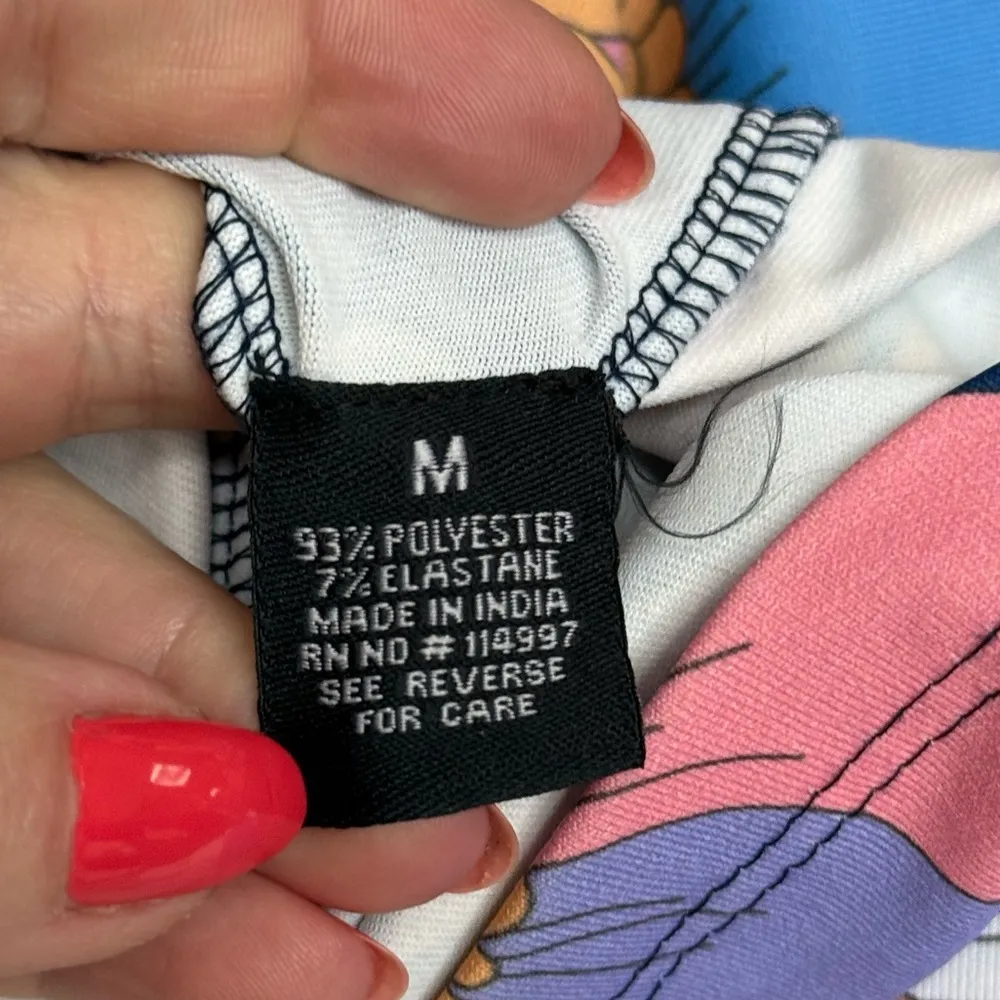 M
93% POLYESTER
7% ELASTANE
MADE IN INDIA
RN NO # 114997
SEE REVERSE
FOR CARE